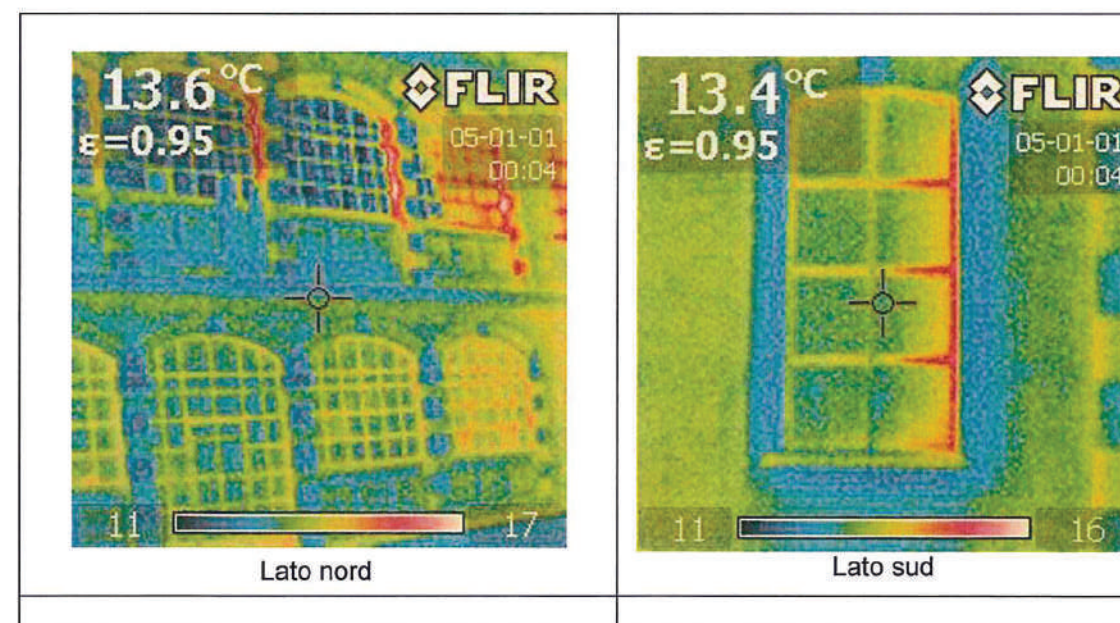 13.6 °C
FLIR
ε=0.95
05-01-01
00:04
11
17
Lato nord
13.4 °C
FLIR
ε=0.95
05-01-01
00:04
11
16
Lato sud